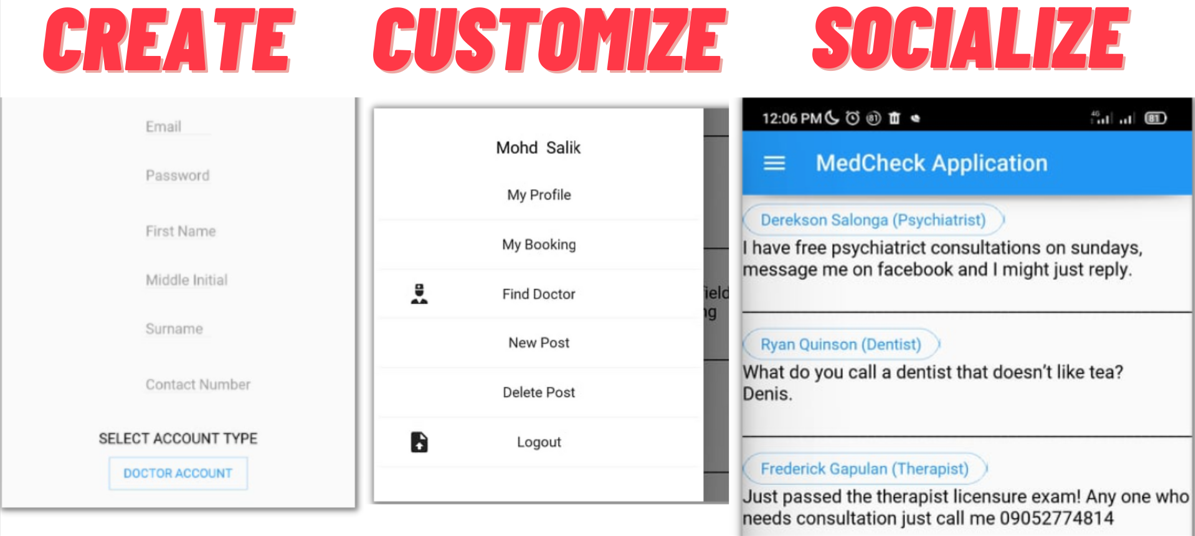 CREATE
CUSTOMIZE
SOCIALIZE
Email
Password
First Name
Middle Initial
Surname
Contact Number
SELECT ACCOUNT TYPE
DOCTOR ACCOUNT
Mohd Salik
My Profile
My Booking
Find Doctor
New Post
Delete Post
Logout
ield
ng
12:06 PM
81
4G
81
MedCheck Application
Derekson Salonga (Psychiatrist)
I have free psychiatrict consultations on sundays,
message me on facebook and I might just reply.
Ryan Quinson (Dentist)
What do you call a dentist that doesn't like tea?
Denis.
Frederick Gapulan (Therapist)
Just passed the therapist licensure exam! Any one who
needs consultation just call me 09052774814